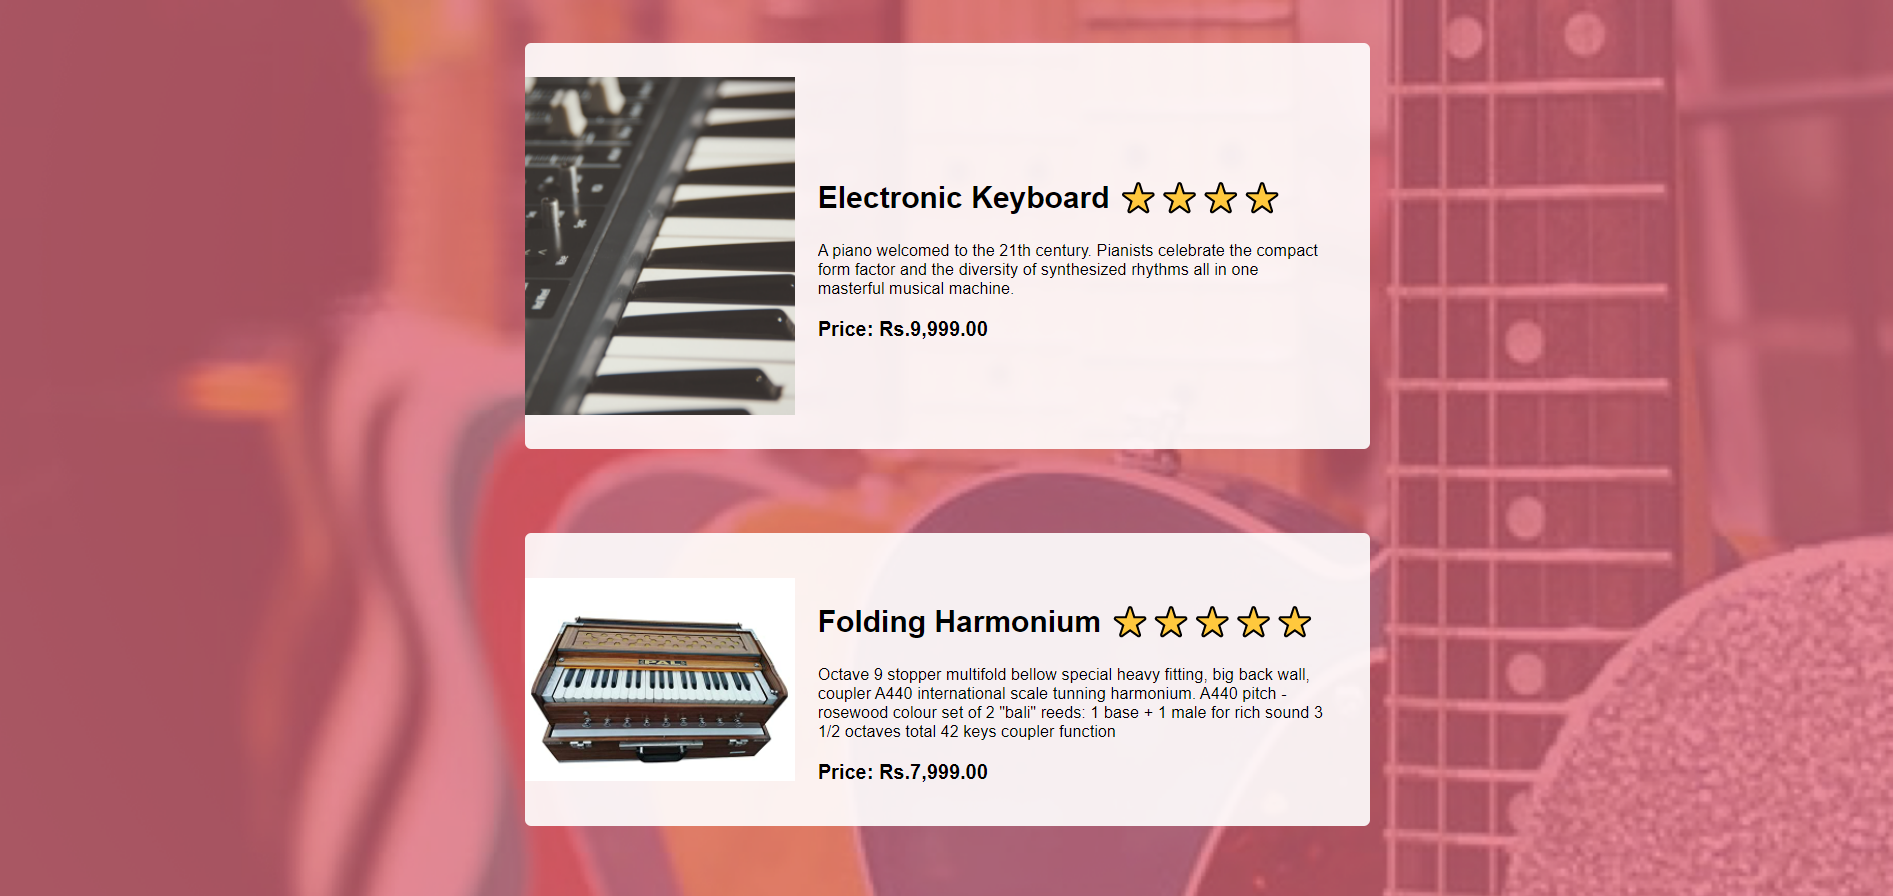 Electronic Keyboard
A piano welcomed to the 21th century. Pianists celebrate the compact
form factor and the diversity of synthesized rhythms all in one
masterful musical machine.
Price: Rs.9,999.00
PAL
Folding Harmonium
Octave 9 stopper multifold bellow special heavy fitting, big back wall,
coupler A440 international scale tunning harmonium. A440 pitch -
rosewood colour set of 2 "bali" reeds: 1 base + 1 male for rich sound 3
1/2 octaves total 42 keys coupler function
Price: Rs.7,999.00